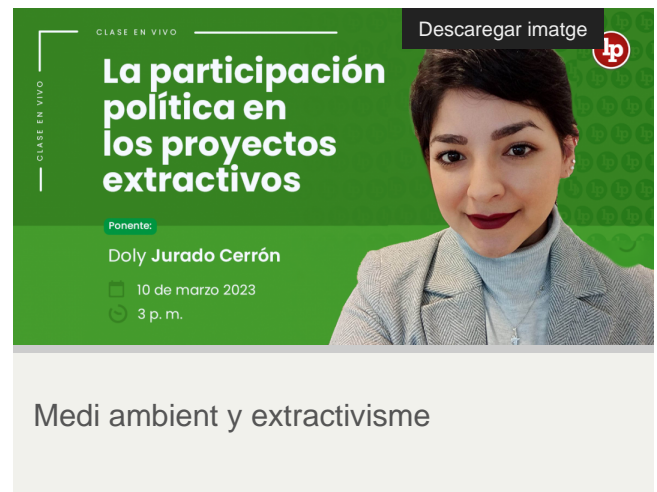 CLASE EN VIVO
Descaregar imatge
lp
CLASE EN VIVO
La participación
política en
los proyectos
extractivos
Ponente:
Doly Jurado Cerrón
10 de marzo 2023
3 p. m.
Medi ambient y extractivisme